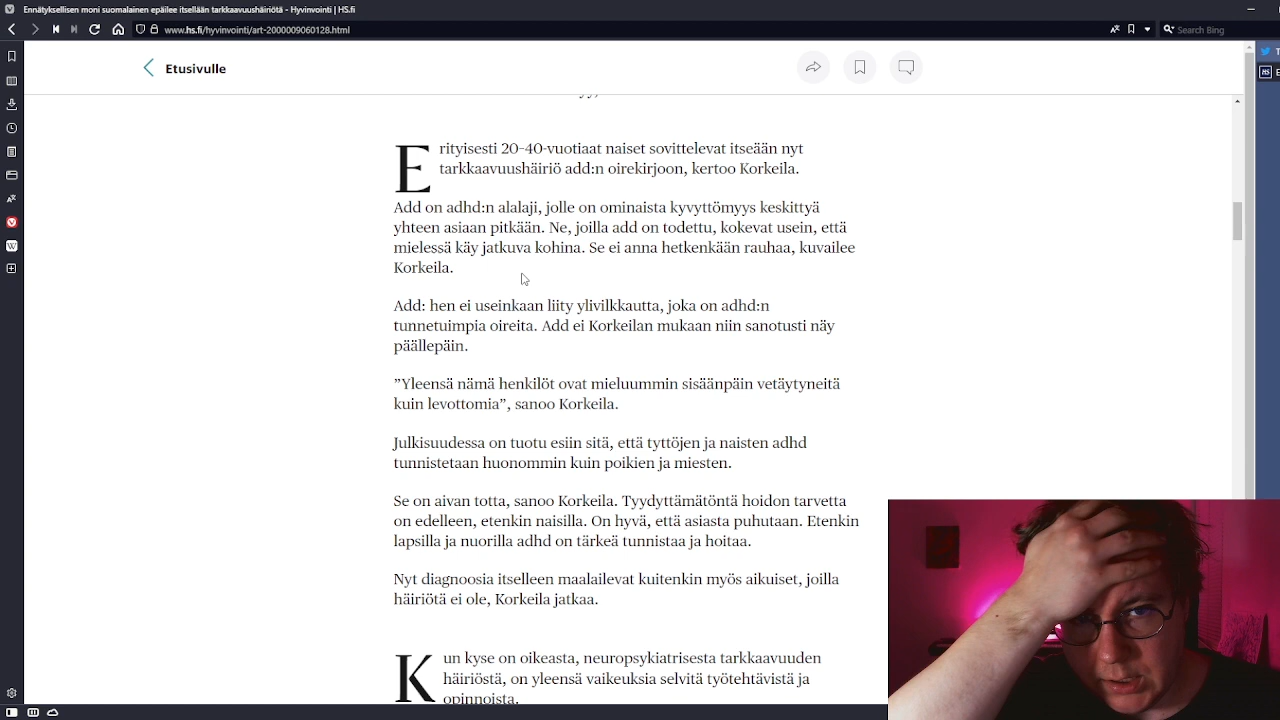 Ennätyksellisen moni suomalainen epäilee itsellään tarkkaavuushäiriötä - Hyvinvointi | HS.fi
www.hs.fi/hyvinvointi/art-2000009060128.html
Search Bing
Etusivulle
Erityisesti 20–40-vuotiaat naiset sovittelevat itseään nyt
tarkkaavuushäiriö add:n oirekirjoon, kertoo Korkeila.
Add on adhd:n alalaji, jolle on ominaista kyvyttömyys keskittyä
yhteen asiaan pitkään. Ne, joilla add on todettu, kokevat usein, että
mielessä käy jatkuva kohina. Se ei anna hetkenkään rauhaa, kuvailee
Korkeila.
Add: hen ei useinkaan liity ylivilkkautta, joka on adhd:n
tunnetuimpia oireita. Add ei Korkeilan mukaan niin sanotusti näy
päällepäin.
”Yleensä nämä henkilöt ovat mieluummin sisäänpäin vetäytyneitä
kuin levottomia”, sanoo Korkeila.
Julkisuudessa on tuotu esiin sitä, että tyttöjen ja naisten adhd
tunnistetaan huonommin kuin poikien ja miesten.
Se on aivan totta, sanoo Korkeila. Tyydyttämätöntä hoidon tarvetta
on edelleen, etenkin naisilla. On hyvä, että asiasta puhutaan. Etenkin
lapsilla ja nuorilla adhd on tärkeä tunnistaa ja hoitaa.
Nyt diagnoosia itselleen maalailevat kuitenkin myös aikuiset, joilla
häiriötä ei ole, Korkeila jatkaa.
Kun kyse on oikeasta, neuropsykiatrisesta tarkkaavuuden
häiriöstä, on yleensä vaikeuksia selvitä työtehtävistä ja
opinnoista.